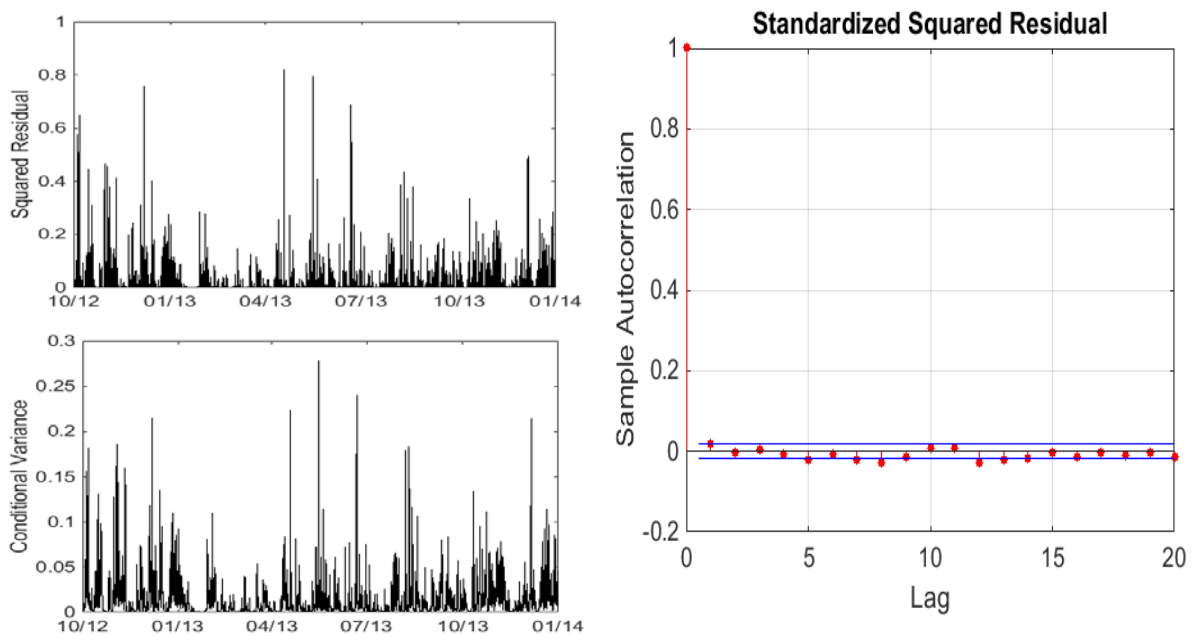 1
0.8
0.6
0.4
0.2
0
Squared Residual
10/12 01/13 04/13 07/13 10/13 01/14
0.3
0.25
0.2
0.15
0.1
0.05
0
Conditional Variance
10/12 01/13 04/13 07/13 10/13 01/14
Standardized Squared Residual
1
0.8
0.6
0.4
0.2
0
-0.2
Sample Autocorrelation
0 5 10 15 20
Lag